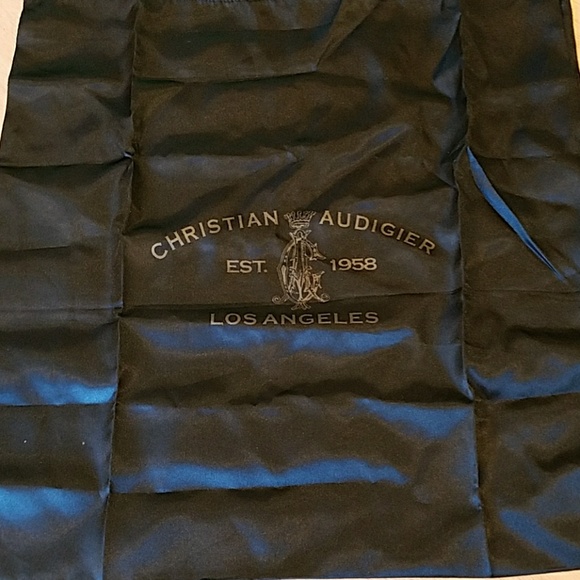 CHRISTIAN AUDIGIER
EST. 1958
LOS ANGELES